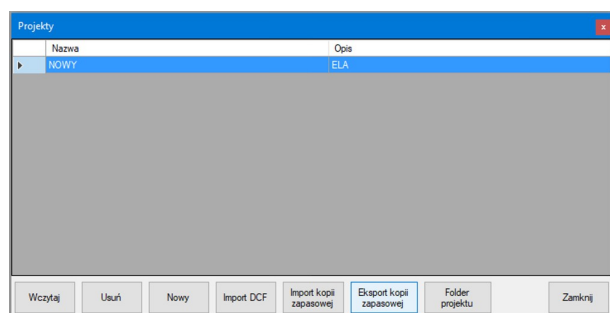 Projekty
x
Nazwa Opis
NOWY ELA
Wczytaj Usuń Nowy Import DCF Import kopii zapasowej Eksport kopii zapasowej Folder projektu Zamknij